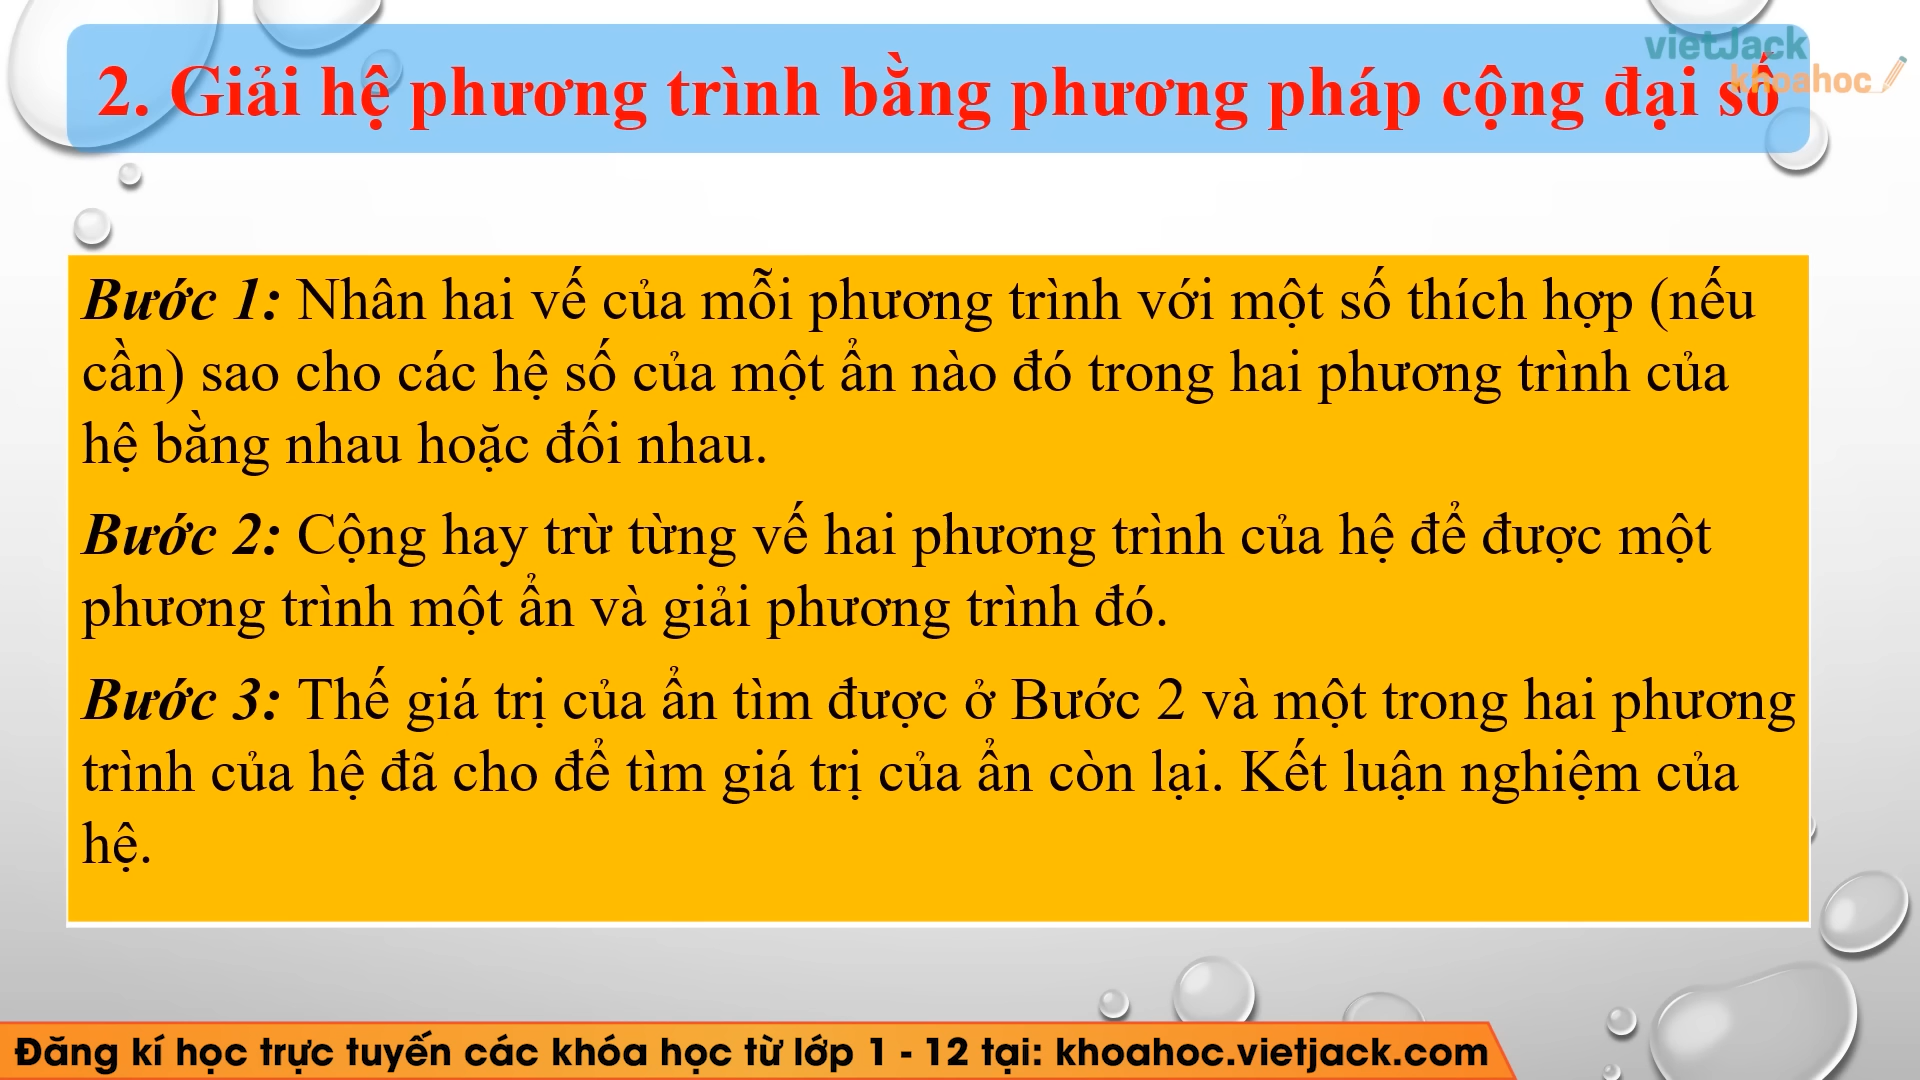 vietJack
khoahoc
2. Giải hệ phương trình bằng phương pháp cộng đại số
Bước 1: Nhân hai vế của mỗi phương trình với một số thích hợp (nếu
cần) sao cho các hệ số của một ẩn nào đó trong hai phương trình của
hệ bằng nhau hoặc đối nhau.
Bước 2: Cộng hay trừ từng vế hai phương trình của hệ để được một
phương trình một ẩn và giải phương trình đó.
Bước 3: Thế giá trị của ẩn tìm được ở Bước 2 và một trong hai phương
trình của hệ đã cho để tìm giá trị của ẩn còn lại. Kết luận nghiệm của
hệ.
Đăng kí học trực tuyến các khóa học từ lớp 1 - 12 tại: khoahoc.vietjack.com